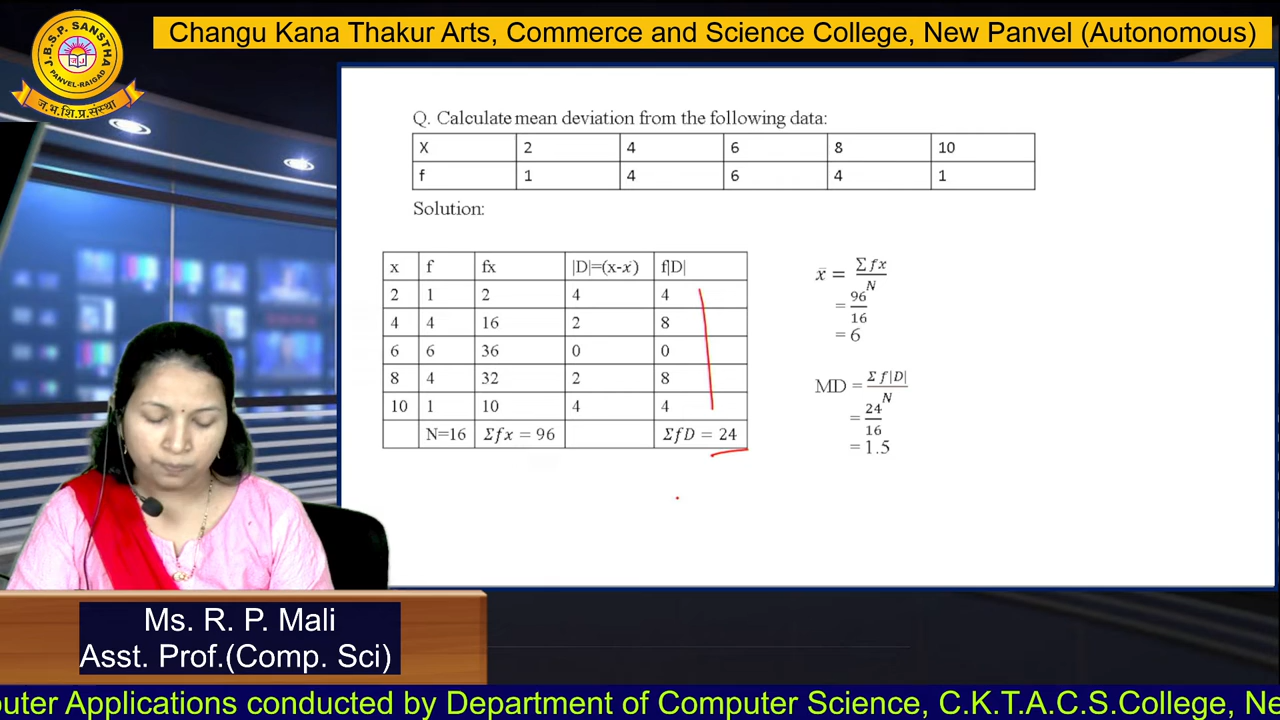 Changu Kana Thakur Arts, Commerce and Science College, New Panvel (Autonomous)
J.B.S.P. SANSTHA
PANVEL-RAIGAD
ज.भ.शि.प्र.संस्था
Q. Calculate mean deviation from the following data:
X 2 4 6 8 10
f 1 4 6 4 1
Solution:
x f fx |D|=(x-x̄) f|D|
2 1 2 4 4
4 4 16 2 8
6 6 36 0 0
8 4 32 2 8
10 1 10 4 4
N=16 Σfx = 96 ΣfD = 24
x̄ = Σfx/N
= 96/16
= 6
MD = Σf|D|/N
= 24/16
= 1.5
Ms. R. P. Mali
Asst. Prof.(Comp. Sci)
uter Applications conducted by Department of Computer Science, C.K.T.A.C.S.College, Ne